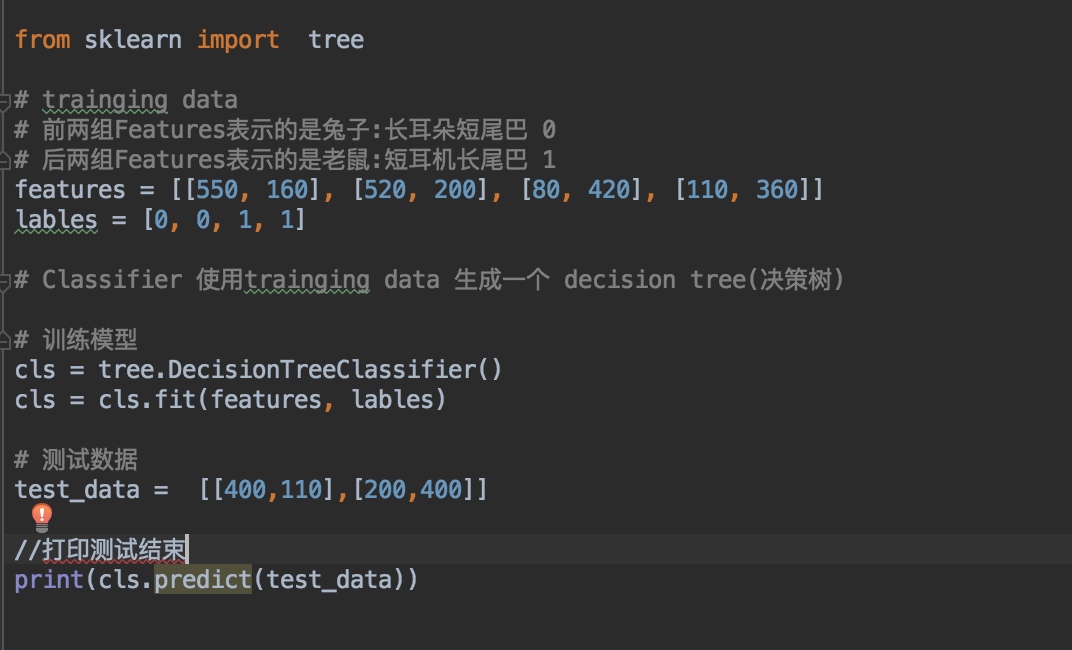 from sklearn import  tree
# trainging data
# 前两组Features表示的是兔子:长耳朵短尾巴 0
# 后两组Features表示的是老鼠:短耳机长尾巴 1
features = [[550, 160], [520, 200], [80, 420], [110, 360]]
lables = [0, 0, 1, 1]
# Classifier 使用trainging data 生成一个 decision tree(决策树)
# 训练模型
cls = tree.DecisionTreeClassifier()
cls = cls.fit(features, lables)
# 测试数据
test_data =  [[400,110],[200,400]]
//打印测试结束
print(cls.predict(test_data))